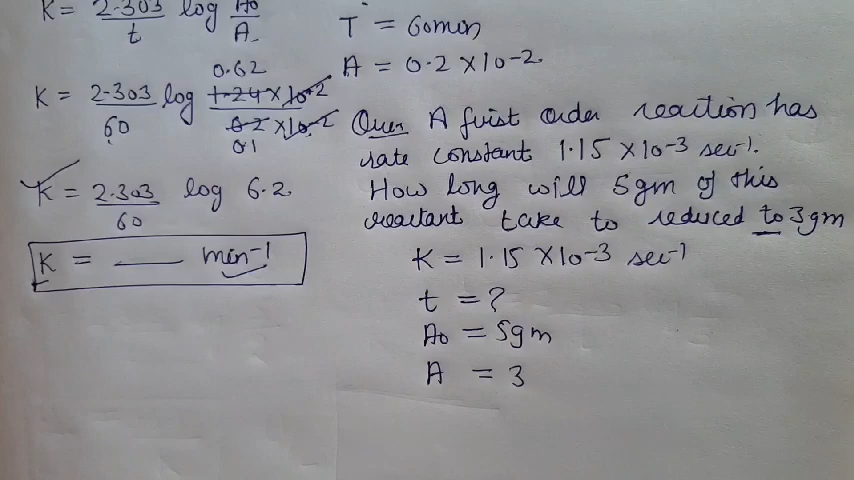 K = 2.303/t log A₀/A
T = 60min
A = 0.2 × 10-2.
K = 2.303/60 log 0.62 1.24 × 10-2 / 0.2 × 10-2 0.1
K = 2.303/60 log 6.2.
K = ___ min-1
Ques A first order reaction has
rate constant 1.15 × 10-3 sec-1.
How long will 5gm of this
reactant take to reduced to 3gm
K = 1.15 × 10-3 sec-1
t = ?
A₀ = 5gm
A = 3